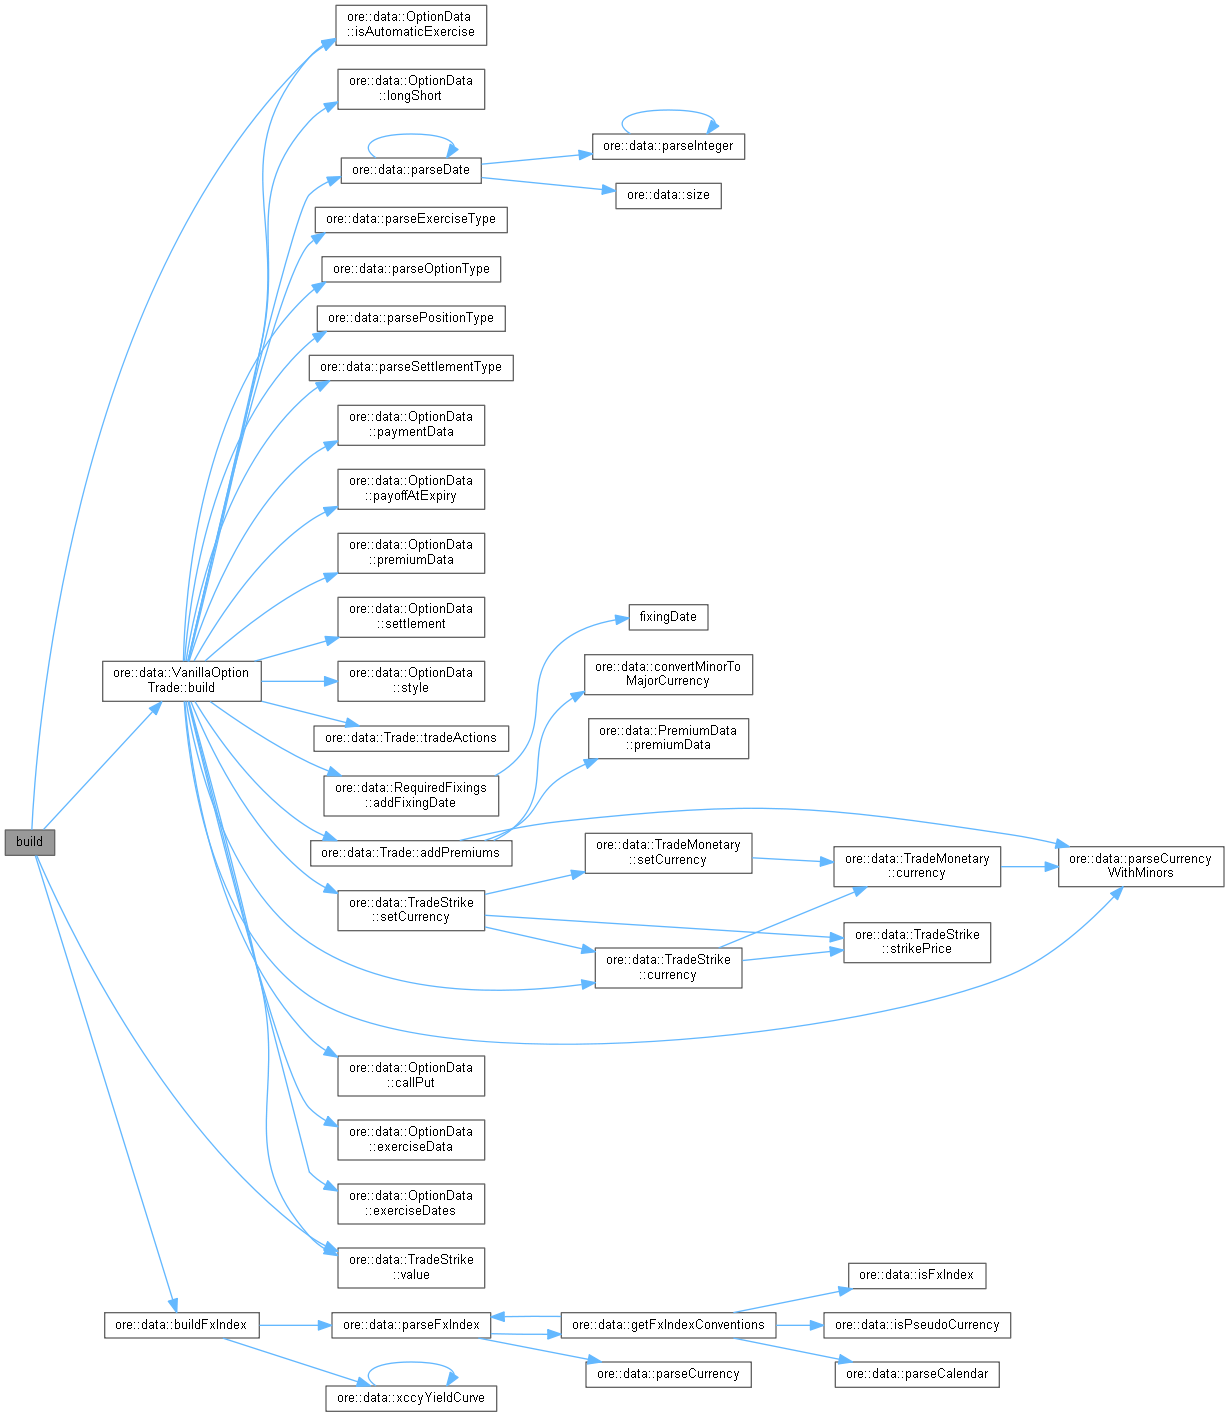 ore::data::OptionData
::isAutomaticExercise
ore::data::OptionData
::longShort
ore::data::parseInteger
ore::data::parseDate
ore::data::size
ore::data::parseExerciseType
ore::data::parseOptionType
ore::data::parsePositionType
ore::data::parseSettlementType
ore::data::OptionData
::paymentData
ore::data::OptionData
::payoffAtExpiry
ore::data::OptionData
::premiumData
ore::data::OptionData
::settlement
fixingDate
ore::data::VanillaOption
Trade::build
ore::data::OptionData
::style
ore::data::convertMinorTo
MajorCurrency
ore::data::Trade::tradeActions
ore::data::PremiumData
::premiumData
ore::data::RequiredFixings
::addFixingDate
build
ore::data::Trade::addPremiums
ore::data::TradeMonetary
::setCurrency
ore::data::TradeMonetary
::currency
ore::data::parseCurrency
WithMinors
ore::data::TradeStrike
::setCurrency
ore::data::TradeStrike
::strikePrice
ore::data::TradeStrike
::currency
ore::data::OptionData
::callPut
ore::data::OptionData
::exerciseData
ore::data::OptionData
::exerciseDates
ore::data::TradeStrike
::value
ore::data::isFxIndex
ore::data::buildFxIndex
ore::data::parseFxIndex
ore::data::getFxIndexConventions
ore::data::isPseudoCurrency
ore::data::parseCurrency
ore::data::parseCalendar
ore::data::xccyYieldCurve